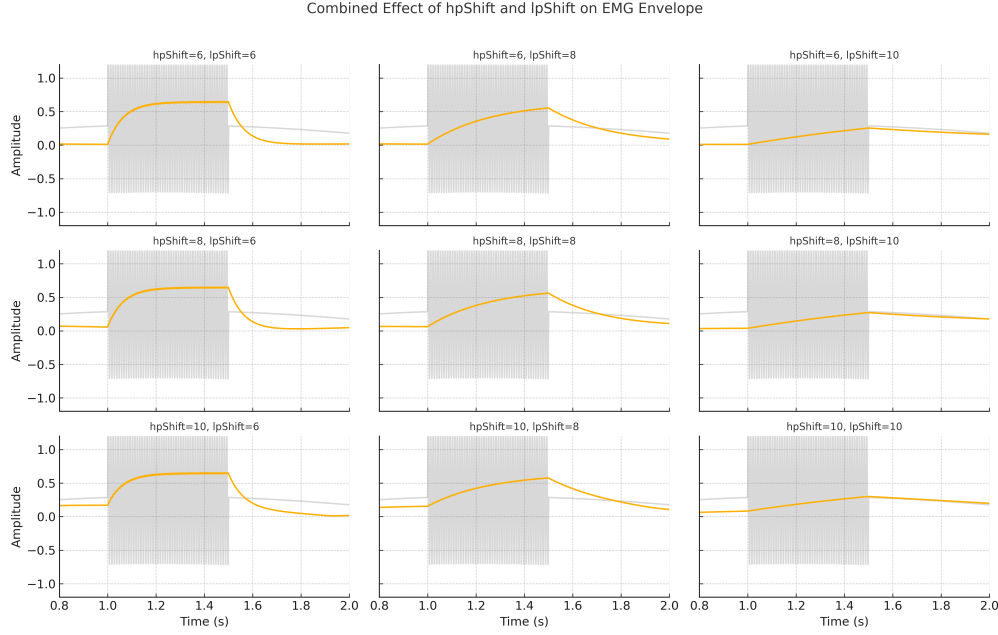 Combined Effect of hpShift and lpShift on EMG Envelope
hpShift=6, lpShift=6
hpShift=6, lpShift=8
hpShift=6, lpShift=10
1.0
0.5
0.0
−0.5
−1.0
Amplitude
hpShift=8, lpShift=6
hpShift=8, lpShift=8
hpShift=8, lpShift=10
1.0
0.5
0.0
−0.5
−1.0
Amplitude
hpShift=10, lpShift=6
hpShift=10, lpShift=8
hpShift=10, lpShift=10
1.0
0.5
0.0
−0.5
−1.0
Amplitude
0.8 1.0 1.2 1.4 1.6 1.8 2.0
0.8 1.0 1.2 1.4 1.6 1.8 2.0
0.8 1.0 1.2 1.4 1.6 1.8 2.0
Time (s)
Time (s)
Time (s)